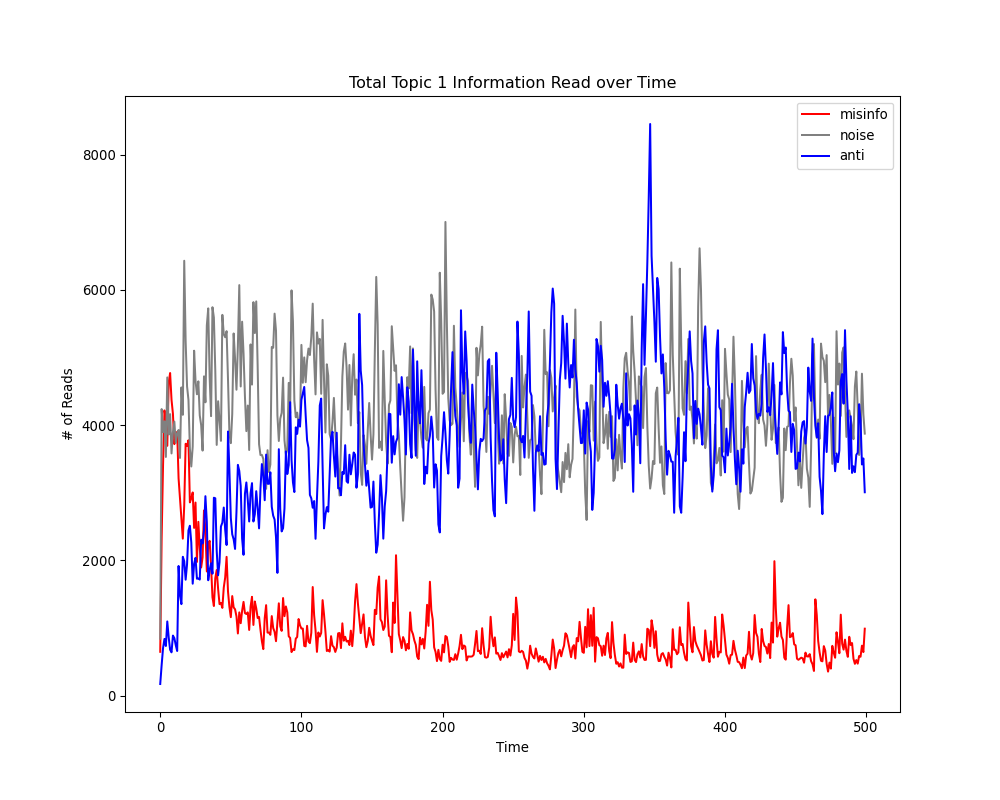 Total Topic 1 Information Read over Time
misinfo
noise
anti
8000
6000
4000
2000
0
# of Reads
0 100 200 300 400 500
Time